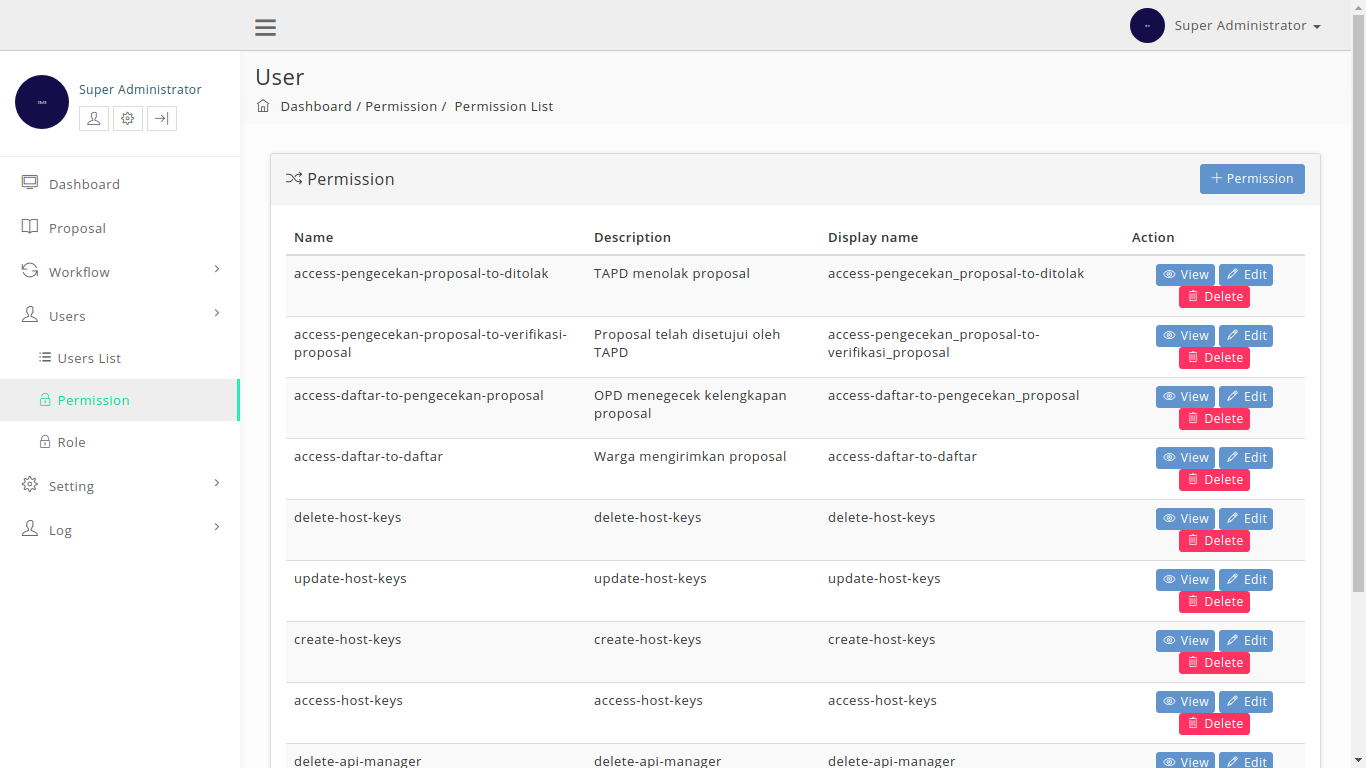 Super Administrator
Super Administrator
Dashboard
Proposal
Workflow
Users
Users List
Permission
Role
Setting
Log
User
Dashboard / Permission / Permission List
Permission
+ Permission
Name Description Display name Action
access-pengecekan-proposal-to-ditolak TAPD menolak proposal access-pengecekan_proposal-to-ditolak View Edit
Delete
access-pengecekan-proposal-to-verifikasi- Proposal telah disetujui oleh access-pengecekan_proposal-to- View Edit
proposal TAPD verifikasi_proposal Delete
access-daftar-to-pengecekan-proposal OPD menegecek kelengkapan access-daftar-to-pengecekan_proposal View Edit
proposal Delete
access-daftar-to-daftar Warga mengirimkan proposal access-daftar-to-daftar View Edit
Delete
delete-host-keys delete-host-keys delete-host-keys View Edit
Delete
update-host-keys update-host-keys update-host-keys View Edit
Delete
create-host-keys create-host-keys create-host-keys View Edit
Delete
access-host-keys access-host-keys access-host-keys View Edit
Delete
delete-api-manager delete-api-manager delete-api-manager View Edit